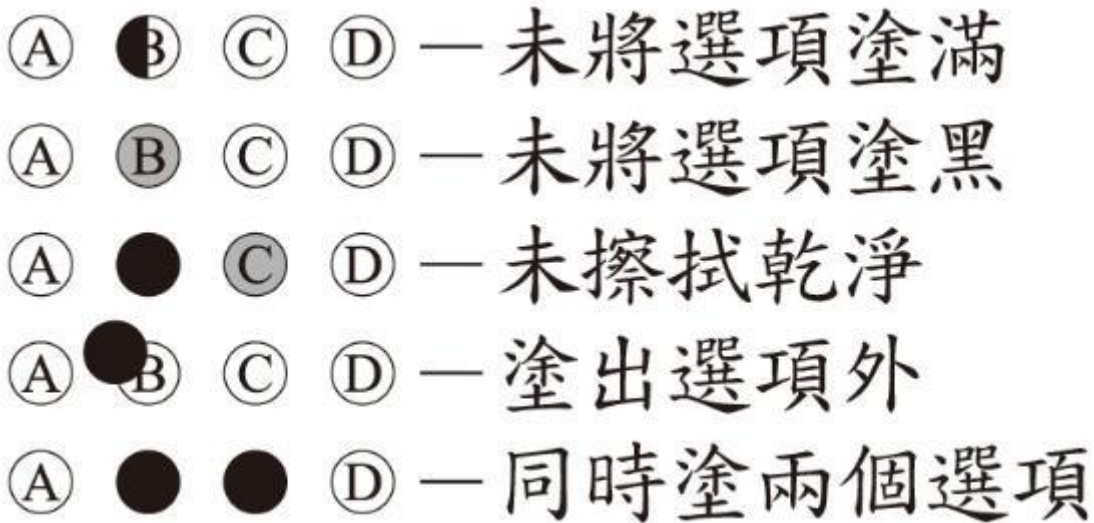 Ⓐ Ⓑ Ⓒ Ⓓ — 未將選項塗滿
Ⓐ Ⓑ Ⓒ Ⓓ — 未將選項塗黑
Ⓐ ● Ⓒ Ⓓ — 未擦拭乾淨
Ⓐ Ⓑ Ⓒ Ⓓ — 塗出選項外
Ⓐ ● ● Ⓓ — 同時塗兩個選項